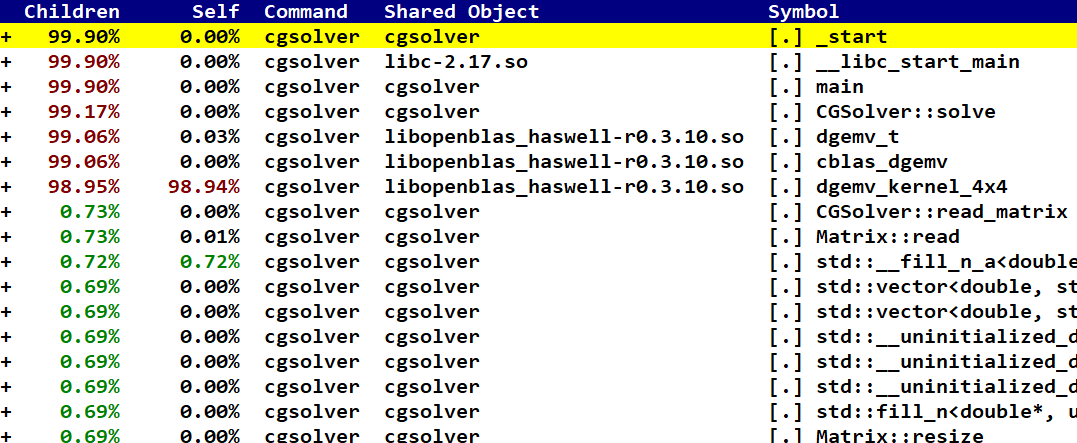 Children Self Command Shared Object Symbol
+ 99.90% 0.00% cgsolver cgsolver [.] _start
+ 99.90% 0.00% cgsolver libc-2.17.so [.] __libc_start_main
+ 99.90% 0.00% cgsolver cgsolver [.] main
+ 99.17% 0.00% cgsolver cgsolver [.] CGSolver::solve
+ 99.06% 0.03% cgsolver libopenblas_haswell-r0.3.10.so [.] dgemv_t
+ 99.06% 0.00% cgsolver libopenblas_haswell-r0.3.10.so [.] cblas_dgemv
+ 98.95% 98.94% cgsolver libopenblas_haswell-r0.3.10.so [.] dgemv_kernel_4x4
+ 0.73% 0.00% cgsolver cgsolver [.] CGSolver::read_matrix
+ 0.73% 0.01% cgsolver cgsolver [.] Matrix::read
+ 0.72% 0.72% cgsolver cgsolver [.] std::__fill_n_a<double
+ 0.69% 0.00% cgsolver cgsolver [.] std::vector<double, st
+ 0.69% 0.00% cgsolver cgsolver [.] std::vector<double, st
+ 0.69% 0.00% cgsolver cgsolver [.] std::__uninitialized_d
+ 0.69% 0.00% cgsolver cgsolver [.] std::__uninitialized_d
+ 0.69% 0.00% cgsolver cgsolver [.] std::__uninitialized_d
+ 0.69% 0.00% cgsolver cgsolver [.] std::fill_n<double*, u
+ 0.69% 0.00% cgsolver cgsolver [.] Matrix::resize